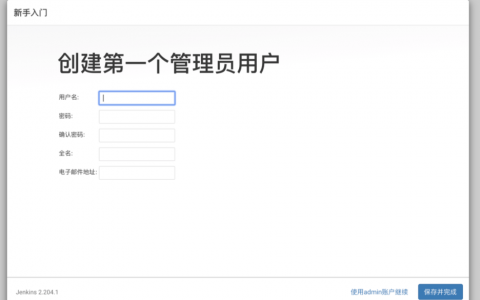 新手入门
创建第一个管理员用户
用户名:
密码:
确认密码:
全名:
电子邮件地址:
Jenkins 2.204.1
使用admin账户继续
保存并完成